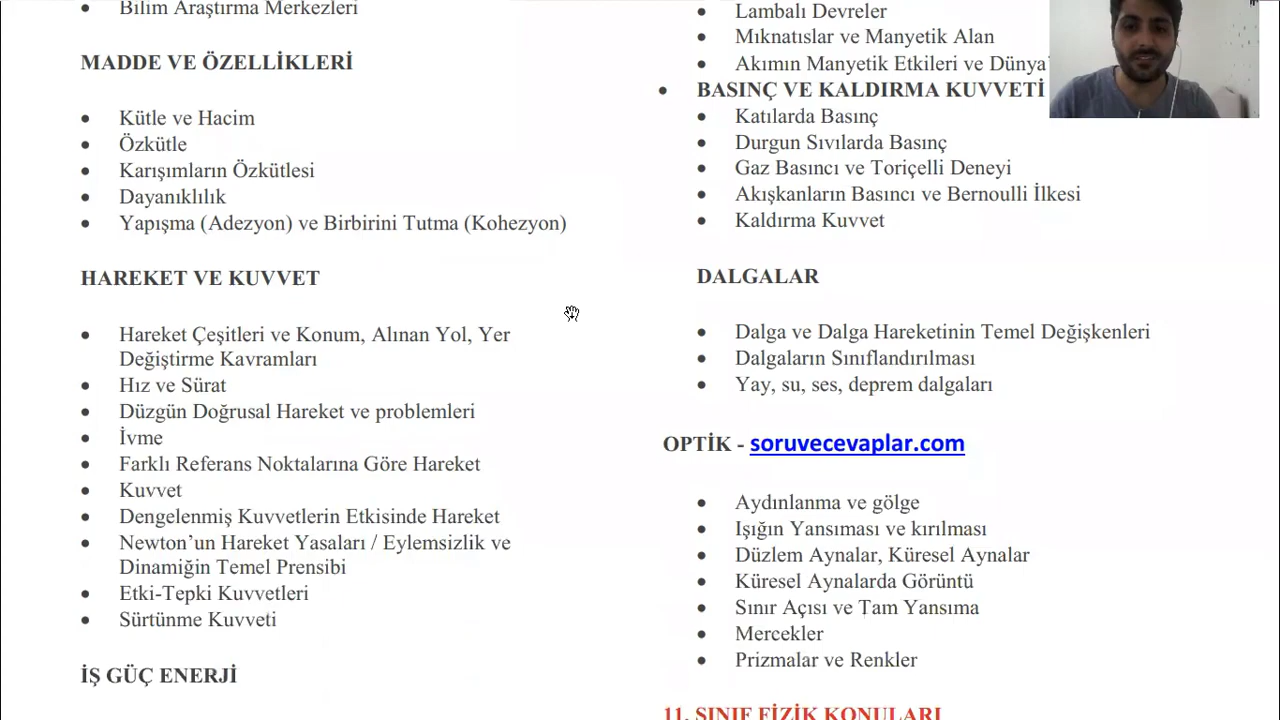 Bilim Araştırma Merkezleri
MADDE VE ÖZELLİKLERİ
• Kütle ve Hacim
• Özkütle
• Karışımların Özkütlesi
• Dayanıklılık
• Yapışma (Adezyon) ve Birbirini Tutma (Kohezyon)
HAREKET VE KUVVET
• Hareket Çeşitleri ve Konum, Alınan Yol, Yer
Değiştirme Kavramları
• Hız ve Sürat
• Düzgün Doğrusal Hareket ve problemleri
• İvme
• Farklı Referans Noktalarına Göre Hareket
• Kuvvet
• Dengelenmiş Kuvvetlerin Etkisinde Hareket
• Newton’un Hareket Yasaları / Eylemsizlik ve
Dinamiğin Temel Prensibi
• Etki-Tepki Kuvvetleri
• Sürtünme Kuvveti
İŞ GÜÇ ENERJİ
• Lambalı Devreler
• Mıknatıslar ve Manyetik Alan
• Akımın Manyetik Etkileri ve Dünya’
• BASINÇ VE KALDIRMA KUVVETİ
• Katılarda Basınç
• Durgun Sıvılarda Basınç
• Gaz Basıncı ve Toriçelli Deneyi
• Akışkanların Basıncı ve Bernoulli İlkesi
• Kaldırma Kuvvet
DALGALAR
• Dalga ve Dalga Hareketinin Temel Değişkenleri
• Dalgaların Sınıflandırılması
• Yay, su, ses, deprem dalgaları
OPTİK - soruvecevaplar.com
• Aydınlanma ve gölge
• Işığın Yansıması ve kırılması
• Düzlem Aynalar, Küresel Aynalar
• Küresel Aynalarda Görüntü
• Sınır Açısı ve Tam Yansıma
• Mercekler
• Prizmalar ve Renkler
11. SINIF FİZİK KONULARI